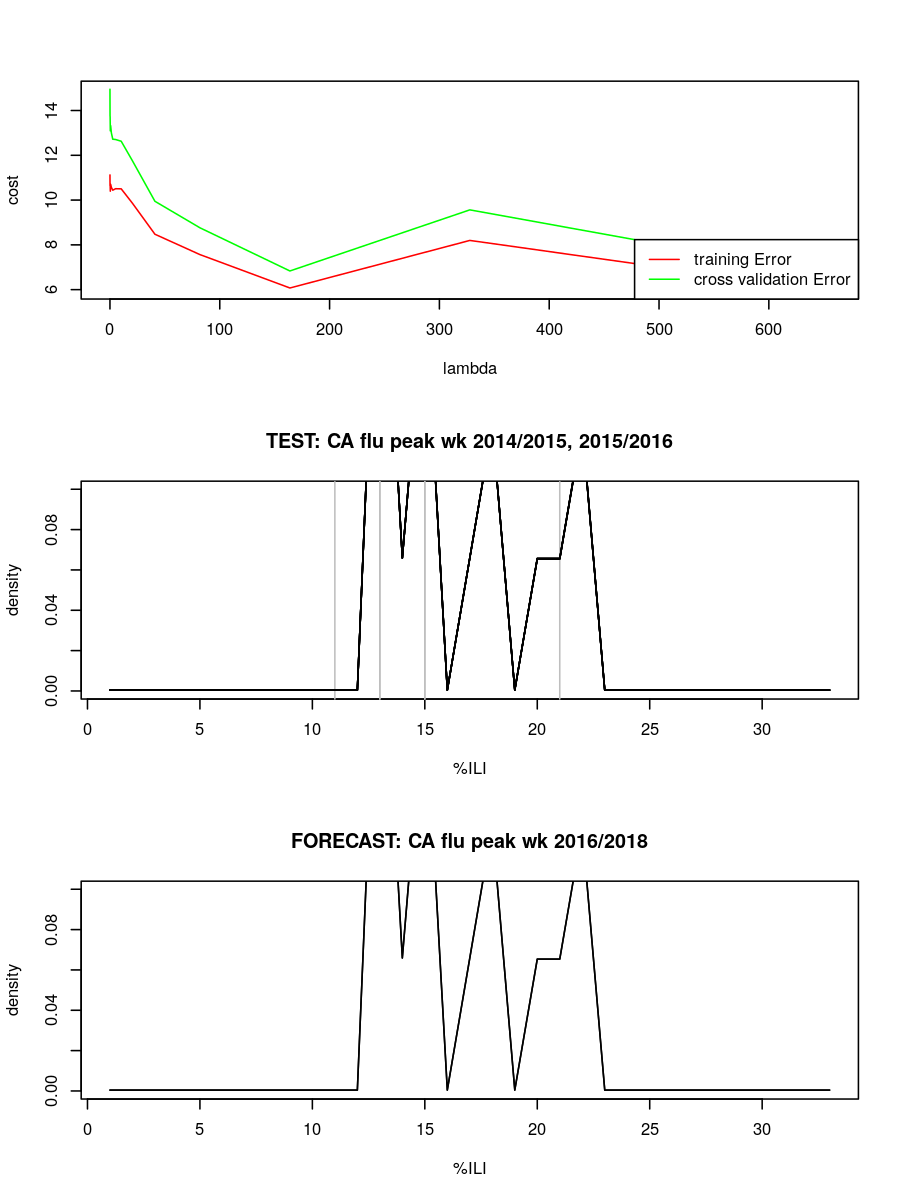 14
12
10
8
6
cost
training Error
cross validation Error
0 100 200 300 400 500 600
lambda
TEST: CA flu peak wk 2014/2015, 2015/2016
0.08
0.04
0.00
density
0 5 10 15 20 25 30
%ILI
FORECAST: CA flu peak wk 2016/2018
0.08
0.04
0.00
density
0 5 10 15 20 25 30
%ILI